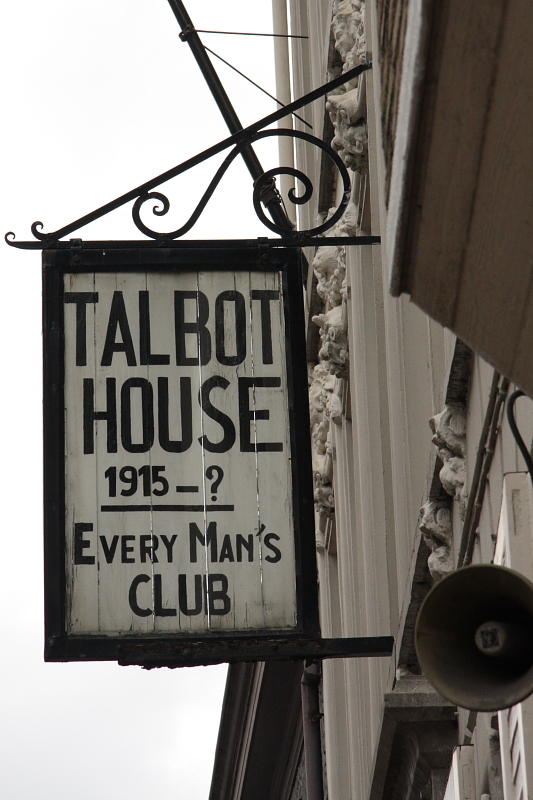 TALBOT
HOUSE
1915-?
EVERY MAN'S
CLUB